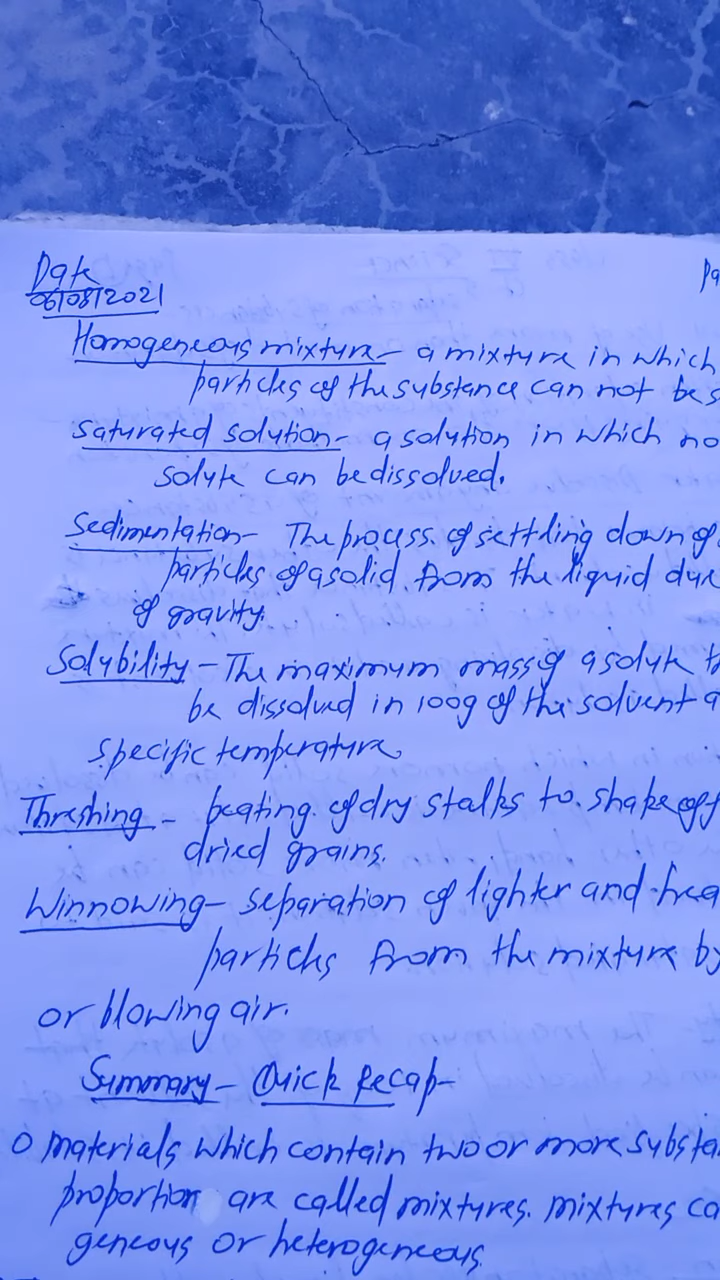 Date
06/08/2021
Homogeneous mixture - a mixture in which
particles of the substance can not be s
Saturated solution - a solution in which no
solute can be dissolved.
Sedimentation - The process of settling down of
particles of a solid from the liquid due
of gravity.
Solubility - The maximum mass of a solute t
be dissolved in 100g of the solvent a
specific temperature
Threshing - beating of dry stalks to shake off
dried grains.
Winnowing - separation of lighter and hea
particles from the mixture by
or blowing air.
Summary - Quick Recap -
o materials which contain two or more substa
proportion are called mixtures. mixtures ca
geneous or heterogeneous.